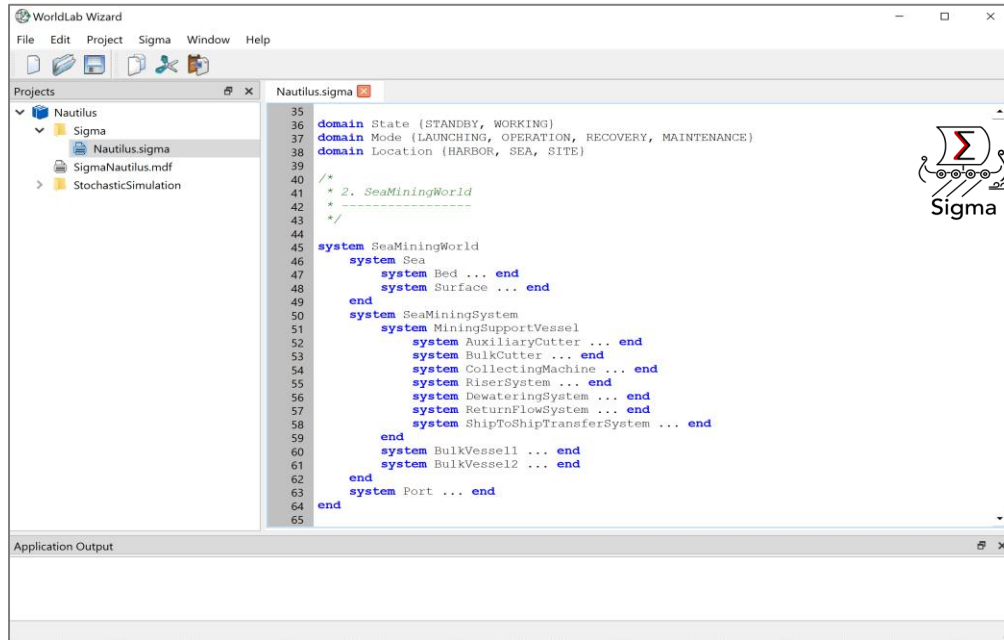 WorldLab Wizard
File Edit Project Sigma Window Help
Projects
Nautilus
Sigma
Nautilus.sigma
SigmaNautilus.mdf
StochasticSimulation
Nautilus.sigma
35
36 domain State {STANDBY, WORKING}
37 domain Mode {LAUNCHING, OPERATION, RECOVERY, MAINTENANCE}
38 domain Location {HARBOR, SEA, SITE}
39
40 /*
41 * 2. SeaMiningWorld
42 * -----------------
43 */
44
45 system SeaMiningWorld
46 system Sea
47 system Bed ... end
48 system Surface ... end
49 end
50 system SeaMiningSystem
51 system MiningSupportVessel
52 system AuxiliaryCutter ... end
53 system BulkCutter ... end
54 system CollectingMachine ... end
55 system RiserSystem ... end
56 system DewateringSystem ... end
57 system ReturnFlowSystem ... end
58 system ShipToShipTransferSystem ... end
59 end
60 system BulkVessel1 ... end
61 system BulkVessel2 ... end
62 end
63 system Port ... end
64 end
65
Σ
Sigma
Application Output